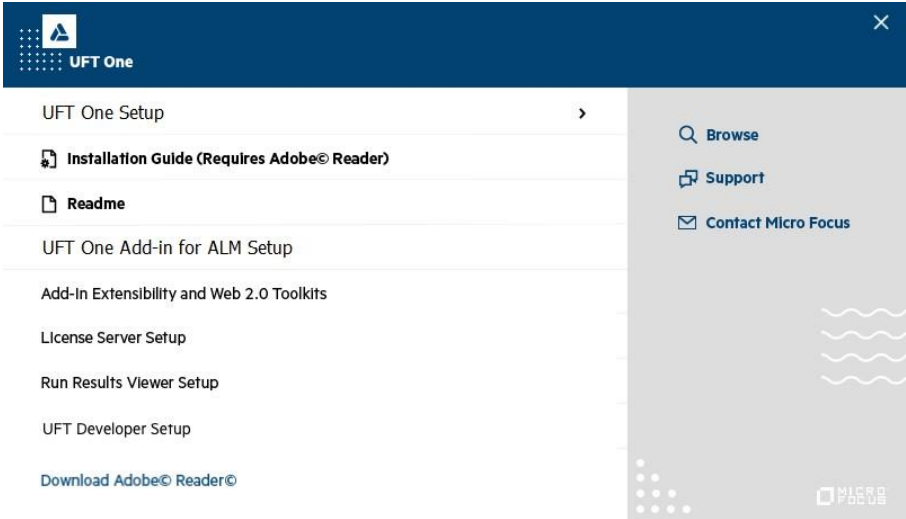 UFT One
UFT One Setup
Installation Guide (Requires Adobe© Reader)
Readme
UFT One Add-in for ALM Setup
Add-In Extensibility and Web 2.0 Toolkits
License Server Setup
Run Results Viewer Setup
UFT Developer Setup
Download Adobe© Reader©
Browse
Support
Contact Micro Focus
MICRO
FOCUS